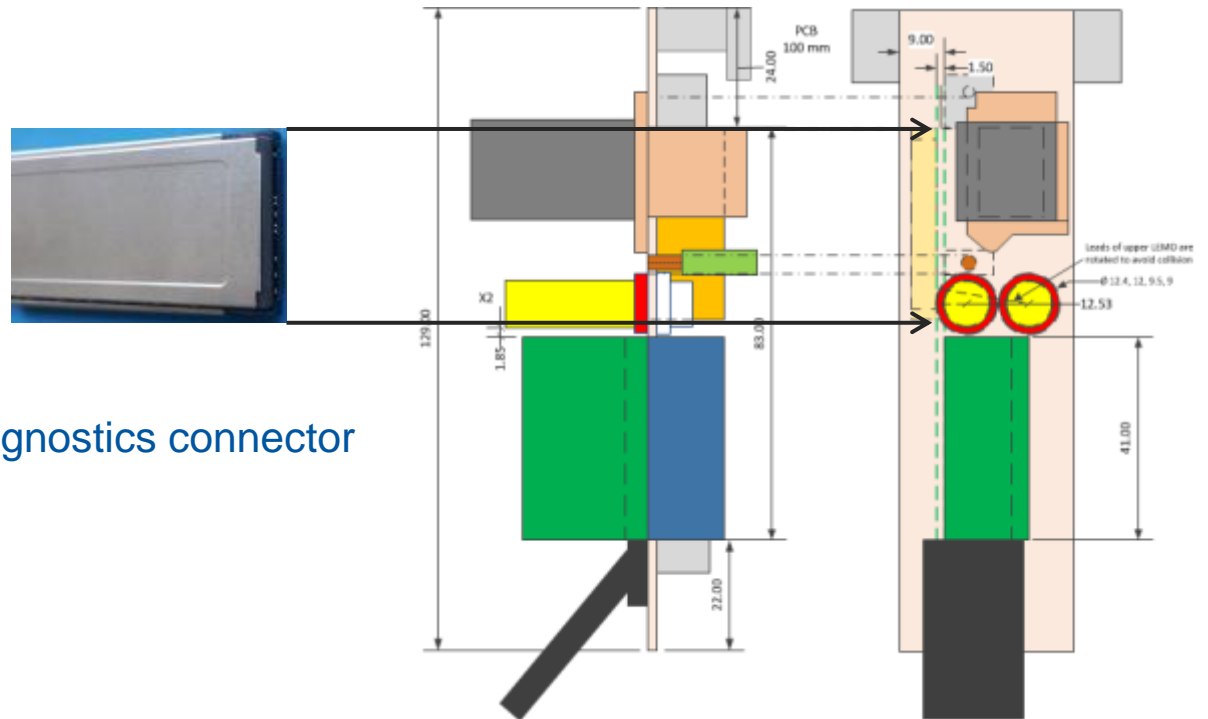 PCB
100 mm
24.00
9.00
1.50
Leads of upper LEMO are
rotated to avoid collision
Ø 12.4, 12, 9.5, 9
12.53
X2
1.85
129.00
83.00
41.00
gnostics connector
22.00